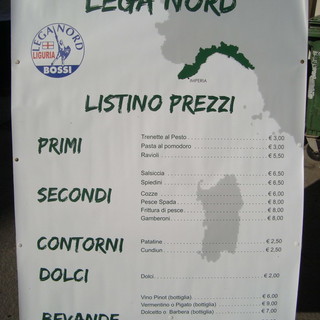 LEGA NORD
LEGA NORD
LIGURIA
BOSSI
IMPERIA
LISTINO PREZZI
PRIMI
Trenette al Pesto € 3,00
Pasta al pomodoro € 3,00
Ravioli € 5,50
SECONDI
Salsiccia € 6,50
Spiedini € 6,50
Cozze € 6,00
Pesce Spada € 8,00
Frittura di pesce € 8,00
Gamberoni € 8,00
CONTORNI
Patatine € 2,50
Cundiun € 2,50
DOLCI
Dolci € 2,00
BEVANDE
Vino Pinot (bottiglia) € 6,00
Vermentino o Pigato (bottiglia) € 9,00
Dolcetto o Barbera (bottiglia) € 7,00